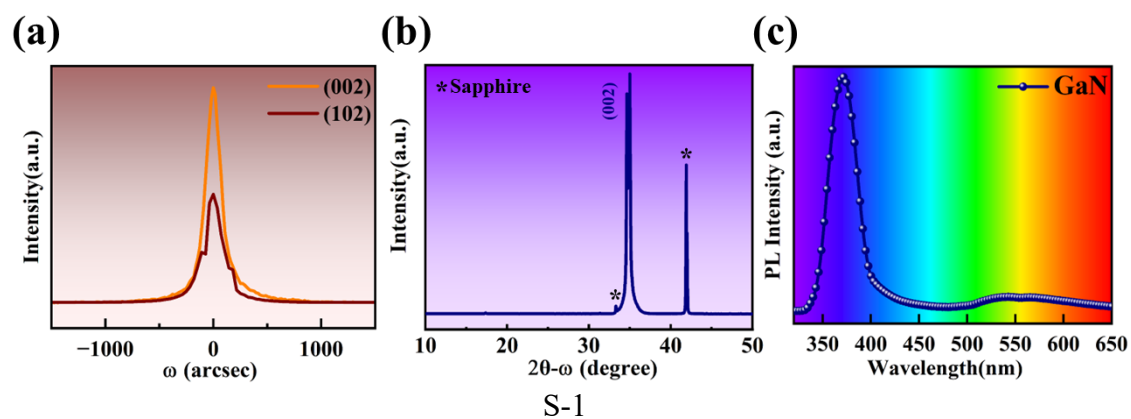 (a)
(002)
(102)
Intensity(a.u.)
−1000
0
1000
ω (arcsec)
(b)
*Sapphire
(002)
*
*
Intensity(a.u.)
10
20
30
40
50
2θ-ω (degree)
(c)
GaN
PL Intensity (a.u.)
350
400
450
500
550
600
650
Wavelength(nm)
S-1